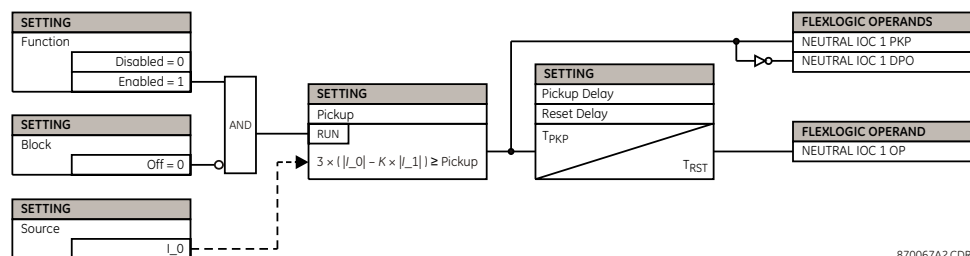 SETTING
Function
Disabled = 0
Enabled = 1
SETTING
Block
Off = 0
SETTING
Source
I_0
AND
SETTING
Pickup
RUN
3 × ( |I_0| – K × |I_1| ) ≥ Pickup
SETTING
Pickup Delay
Reset Delay
TPKP
TRST
FLEXLOGIC OPERANDS
NEUTRAL IOC 1 PKP
NEUTRAL IOC 1 DPO
FLEXLOGIC OPERAND
NEUTRAL IOC 1 OP
870067A2.CDR